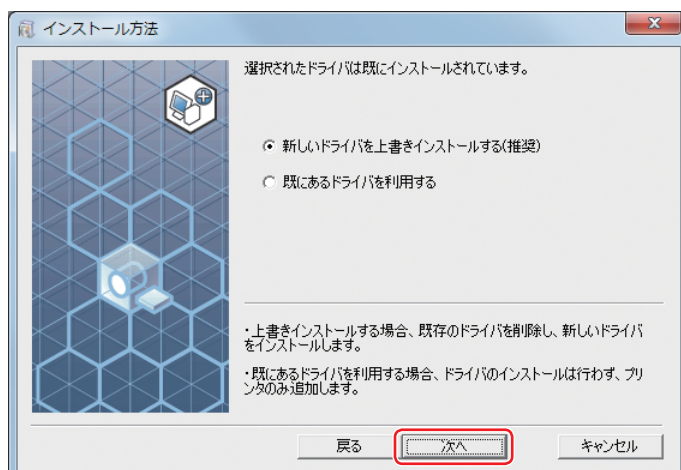 インストール方法
選択されたドライバは既にインストールされています。
新しいドライバを上書きインストールする(推奨)
既にあるドライバを利用する
・上書きインストールする場合、既存のドライバを削除し、新しいドライバ
をインストールします。
・既にあるドライバを利用する場合、ドライバのインストールは行わず、プリ
ンタのみ追加します。
戻る
次へ
キャンセル